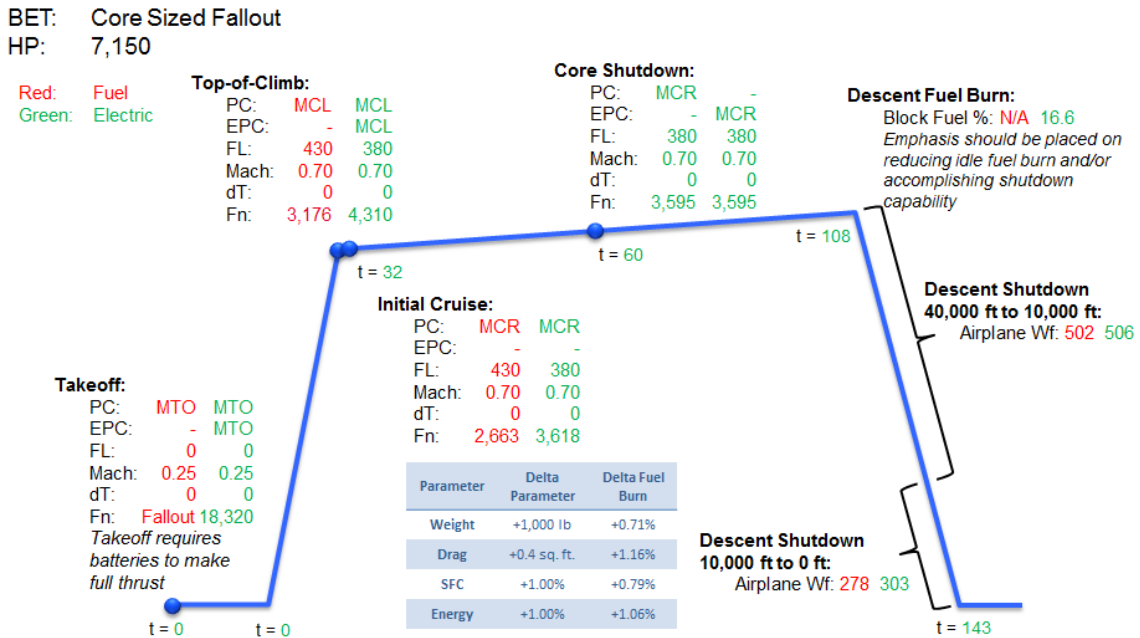 BET: Core Sized Fallout
HP: 7,150
Red: Fuel
Green: Electric
Top-of-Climb:
PC: MCL MCL
EPC: - MCL
FL: 430 380
Mach: 0.70 0.70
dT: 0 0
Fn: 3,176 4,310
Core Shutdown:
PC: MCR -
EPC: - MCR
FL: 380 380
Mach: 0.70 0.70
dT: 0 0
Fn: 3,595 3,595
Descent Fuel Burn:
Block Fuel %: N/A 16.6
Emphasis should be placed on
reducing idle fuel burn and/or
accomplishing shutdown
capability
t = 32
t = 60
t = 108
Initial Cruise:
PC: MCR MCR
EPC: - -
FL: 430 380
Mach: 0.70 0.70
dT: 0 0
Fn: 2,663 3,618
Descent Shutdown
40,000 ft to 10,000 ft:
Airplane Wf: 502 506
Takeoff:
PC: MTO MTO
EPC: - MTO
FL: 0 0
Mach: 0.25 0.25
dT: 0 0
Fn: Fallout 18,320
Takeoff requires
batteries to make
full thrust
Parameter Delta Parameter Delta Fuel Burn
Weight +1,000 lb +0.71%
Drag +0.4 sq. ft. +1.16%
SFC +1.00% +0.79%
Energy +1.00% +1.06%
Descent Shutdown
10,000 ft to 0 ft:
Airplane Wf: 278 303
t = 0
t = 0
t = 143